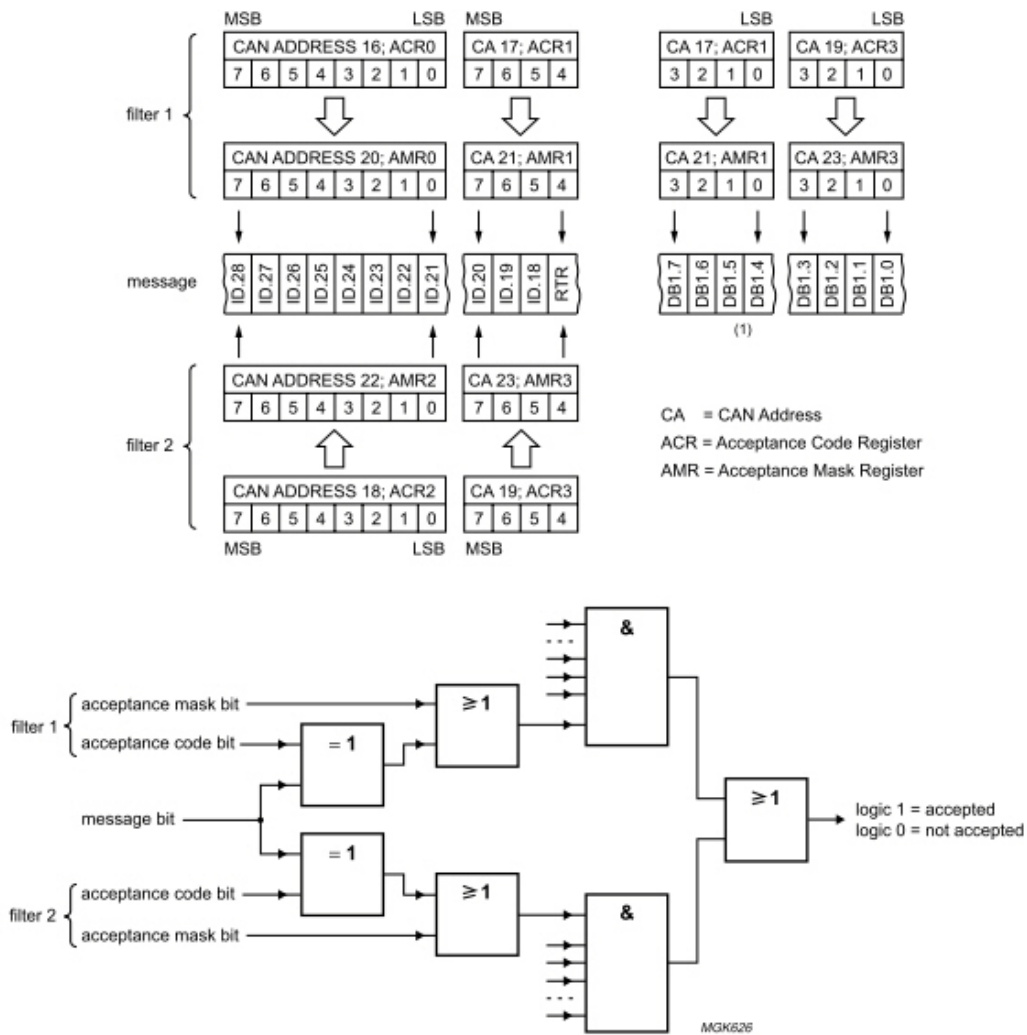 MSB LSB MSB LSB LSB
CAN ADDRESS 16; ACR0 CA 17; ACR1 CA 17; ACR1 CA 19; ACR3
7 6 5 4 3 2 1 0 7 6 5 4 3 2 1 0 3 2 1 0
filter 1
CAN ADDRESS 20; AMR0 CA 21; AMR1 CA 21; AMR1 CA 23; AMR3
7 6 5 4 3 2 1 0 7 6 5 4 3 2 1 0 3 2 1 0
message ID.28 ID.27 ID.26 ID.25 ID.24 ID.23 ID.22 ID.21 ID.20 ID.19 ID.18 RTR DB1.7 DB1.6 DB1.5 DB1.4 DB1.3 DB1.2 DB1.1 DB1.0
(1)
CAN ADDRESS 22; AMR2 CA 23; AMR3
7 6 5 4 3 2 1 0 7 6 5 4
filter 2
CAN ADDRESS 18; ACR2 CA 19; ACR3
7 6 5 4 3 2 1 0 7 6 5 4
MSB LSB MSB
CA = CAN Address
ACR = Acceptance Code Register
AMR = Acceptance Mask Register
&
filter 1
acceptance mask bit
≥1
acceptance code bit
= 1
message bit
≥1
logic 1 = accepted
logic 0 = not accepted
= 1
filter 2
acceptance code bit
≥1
acceptance mask bit
&
MGK626